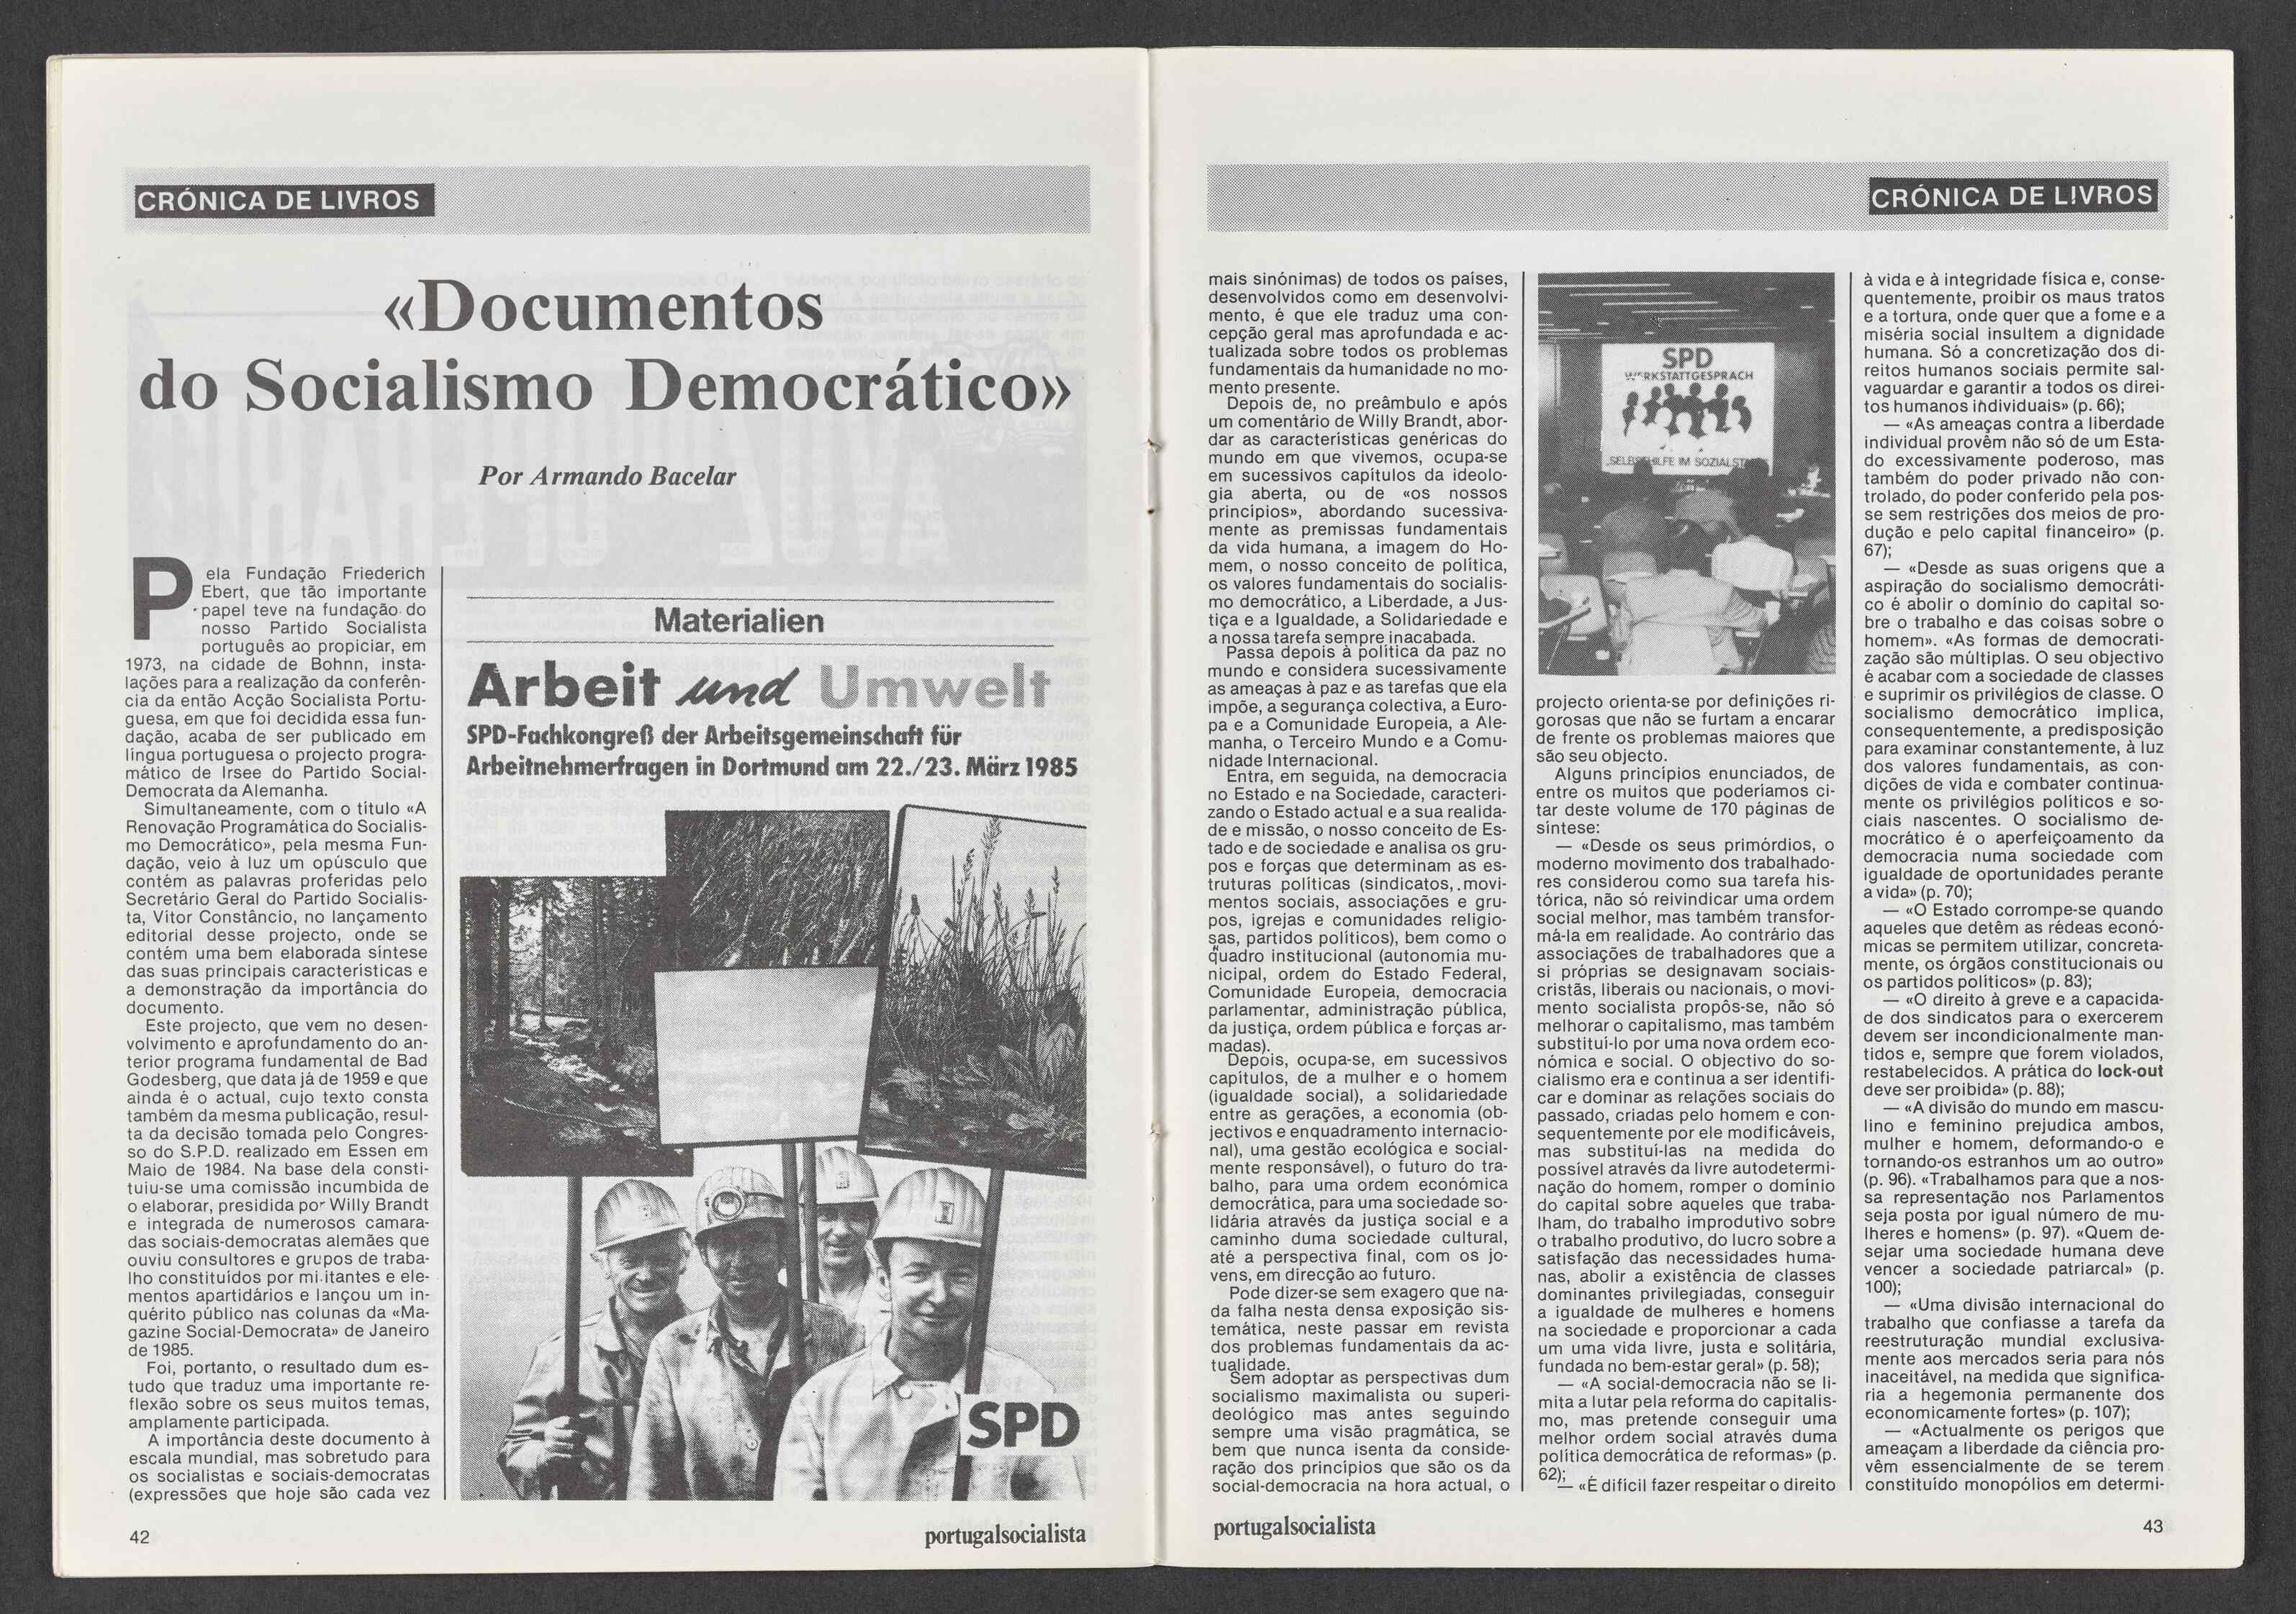 CRÓNICA DE LIVROS
«Documentos
do Socialismo Democrático»
Por Armando Bacelar
Pela Fundação Friederich
Ebert, que tão importante
papel teve na fundação do
nosso Partido Socialista
português ao propiciar, em
1973, na cidade de Bohnn, insta-
lações para a realização da conferên-
cia da então Acção Socialista Portu-
guesa, em que foi decidida essa fun-
dação, acaba de ser publicado em
língua portuguesa o projecto progra-
mático de Irsee do Partido Social-
Democrata da Alemanha.
Simultaneamente, com o título «A
Renovação Programática do Socialis-
mo Democrático», pela mesma Fun-
dação, veio à luz um opúsculo que
contém as palavras proferidas pelo
Secretário Geral do Partido Socialis-
ta, Vítor Constâncio, no lançamento
editorial desse projecto, onde se
contém uma bem elaborada síntese
das suas principais características e
a demonstração da importância do
documento.
Este projecto, que vem no desen-
volvimento e aprofundamento do an-
terior programa fundamental de Bad
Godesberg, que data já de 1959 e que
ainda é o actual, cujo texto consta
também da mesma publicação, resul-
ta da decisão tomada pelo Congres-
so do S.P.D. realizado em Essen em
Maio de 1984. Na base dela consti-
tuiu-se uma comissão incumbida de
o elaborar, presidida por Willy Brandt
e integrada de numerosos camara-
das sociais-democratas alemães que
ouviu consultores e grupos de traba-
lho constituídos por militantes e ele-
mentos apartidários e lançou um in-
quérito público nas colunas da «Ma-
gazine Social-Democrata» de Janeiro
de 1985.
Foi, portanto, o resultado dum es-
tudo que traduz uma importante re-
flexão sobre os seus muitos temas,
amplamente participada.
A importância deste documento à
escala mundial, mas sobretudo para
os socialistas e sociais-democratas
(expressões que hoje são cada vez
Materialien
Arbeit und Umwelt
SPD-Fachkongreß der Arbeitsgemeinschaft für
Arbeitnehmerfragen in Dortmund am 22./23. März 1985
SPD
42
portugalsocialista
CRÓNICA DE LIVROS
mais sinónimas) de todos os países,
desenvolvidos como em desenvolvi-
mento, é que ele traduz uma con-
cepção geral mas aprofundada e ac-
tualizada sobre todos os problemas
fundamentais da humanidade no mo-
mento presente.
Depois de, no preâmbulo e após
um comentário de Willy Brandt, abor-
dar as características genéricas do
mundo em que vivemos, ocupa-se
em sucessivos capítulos da ideolo-
gia aberta, ou de «os nossos
princípios», abordando sucessiva-
mente as premissas fundamentais
da vida humana, a imagem do Ho-
mem, o nosso conceito de política,
os valores fundamentais do socialis-
mo democrático, a Liberdade, a Jus-
tiça e a Igualdade, a Solidariedade e
a nossa tarefa sempre inacabada.
Passa depois à política da paz no
mundo e considera sucessivamente
as ameaças à paz e as tarefas que ela
impõe, a segurança colectiva, a Euro-
pa e a Comunidade Europeia, a Ale-
manha, o Terceiro Mundo e a Comu-
nidade Internacional.
Entra, em seguida, na democracia
no Estado e na Sociedade, caracteri-
zando o Estado actual e a sua realida-
de e missão, o nosso conceito de Es-
tado e de sociedade e analisa os gru-
pos e forças que determinam as es-
truturas políticas (sindicatos, movi-
mentos sociais, associações e gru-
pos, igrejas e comunidades religio-
sas, partidos políticos), bem como o
quadro institucional (autonomia mu-
nicipal, ordem do Estado Federal,
Comunidade Europeia, democracia
parlamentar, administração pública,
da justiça, ordem pública e forças ar-
madas).
Depois, ocupa-se, em sucessivos
capítulos, de a mulher e o homem
(igualdade social), a solidariedade
entre as gerações, a economia (ob-
jectivos e enquadramento internacio-
nal), uma gestão ecológica e social-
mente responsável), o futuro do tra-
balho, para uma ordem económica
democrática, para uma sociedade so-
lidária através da justiça social e a
caminho duma sociedade cultural,
até a perspectiva final, com os jo-
vens, em direcção ao futuro.
Pode dizer-se sem exagero que na-
da falha nesta densa exposição sis-
temática, neste passar em revista
dos problemas fundamentais da ac-
tualidade.
Sem adoptar as perspectivas dum
socialismo maximalista ou superi-
deológico mas antes seguindo
sempre uma visão pragmática, se
bem que nunca isenta da conside-
ração dos princípios que são os da
social-democracia na hora actual, o
SPD
WERKSTATTGESPRÄCH
SELBSTHILFE IM SOZIALST
projecto orienta-se por definições ri-
gorosas que não se furtam a encarar
de frente os problemas maiores que
são seu objecto.
Alguns princípios enunciados, de
entre os muitos que poderíamos ci-
tar deste volume de 170 páginas de
síntese:
— «Desde os seus primórdios, o
moderno movimento dos trabalhado-
res considerou como sua tarefa his-
tórica, não só reivindicar uma ordem
social melhor, mas também transfor-
má-la em realidade. Ao contrário das
associações de trabalhadores que a
si próprias se designavam sociais-
cristãs, liberais ou nacionais, o movi-
mento socialista propôs-se, não só
melhorar o capitalismo, mas também
substituí-lo por uma nova ordem eco-
nómica e social. O objectivo do so-
cialismo era e continua a ser identifi-
car e dominar as relações sociais do
passado, criadas pelo homem e con-
sequentemente por ele modificáveis,
mas substituí-las na medida do
possível através da livre autodetermi-
nação do homem, romper o domínio
do capital sobre aqueles que traba-
lham, do trabalho improdutivo sobre
o trabalho produtivo, do lucro sobre a
satisfação das necessidades huma-
nas, abolir a existência de classes
dominantes privilegiadas, conseguir
a igualdade de mulheres e homens
na sociedade e proporcionar a cada
um uma vida livre, justa e solitária,
fundada no bem-estar geral» (p. 58);
— «A social-democracia não se li-
mita a lutar pela reforma do capitalis-
mo, mas pretende conseguir uma
melhor ordem social através duma
política democrática de reformas» (p.
62);
— «É difícil fazer respeitar o direito
à vida e à integridade física e, conse-
quentemente, proibir os maus tratos
e a tortura, onde quer que a fome e a
miséria social insultem a dignidade
humana. Só a concretização dos di-
reitos humanos sociais permite sal-
vaguardar e garantir a todos os direi-
tos humanos individuais» (p. 66);
— «As ameaças contra a liberdade
individual provêm não só de um Esta-
do excessivamente poderoso, mas
também do poder privado não con-
trolado, do poder conferido pela pos-
se sem restrições dos meios de pro-
dução e pelo capital financeiro» (p.
67);
— «Desde as suas origens que a
aspiração do socialismo democráti-
co é abolir o domínio do capital so-
bre o trabalho e das coisas sobre o
homem». «As formas de democrati-
zação são múltiplas. O seu objectivo
é acabar com a sociedade de classes
e suprimir os privilégios de classe. O
socialismo democrático implica,
consequentemente, a predisposição
para examinar constantemente, à luz
dos valores fundamentais, as con-
dições de vida e combater continua-
mente os privilégios políticos e so-
ciais nascentes. O socialismo de-
mocrático é o aperfeiçoamento da
democracia numa sociedade com
igualdade de oportunidades perante
a vida» (p. 70);
— «O Estado corrompe-se quando
aqueles que detêm as rédeas econó-
micas se permitem utilizar, concreta-
mente, os órgãos constitucionais ou
os partidos políticos» (p. 83);
— «O direito à greve e a capacida-
de dos sindicatos para o exercerem
devem ser incondicionalmente man-
tidos e, sempre que forem violados,
restabelecidos. A prática do lock-out
deve ser proibida» (p. 88);
— «A divisão do mundo em mascu-
lino e feminino prejudica ambos,
mulher e homem, deformando-o e
tornando-os estranhos um ao outro»
(p. 96). «Trabalhamos para que a nos-
sa representação nos Parlamentos
seja posta por igual número de mu-
lheres e homens» (p. 97). «Quem de-
sejar uma sociedade humana deve
vencer a sociedade patriarcal» (p.
100);
— «Uma divisão internacional do
trabalho que confiasse a tarefa da
reestruturação mundial exclusiva-
mente aos mercados seria para nós
inaceitável, na medida que significa-
ria a hegemonia permanente dos
economicamente fortes» (p. 107);
— «Actualmente os perigos que
ameaçam a liberdade da ciência pro-
vêm essencialmente de se terem
constituído monopólios em determi-
portugalsocialista
43